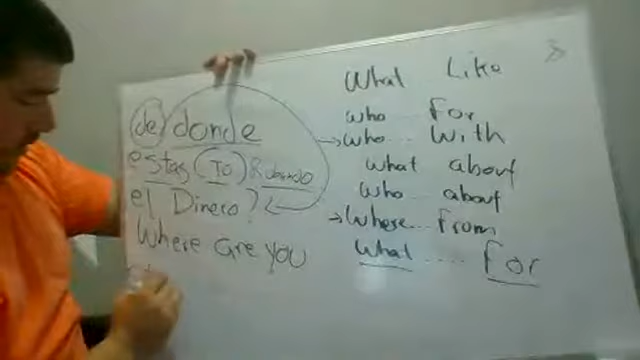 de donde
estas (TO) Robando
el Dinero?
Where are you
What Like
who For
who... with
what about
who... about
→ Where... From
what .... For